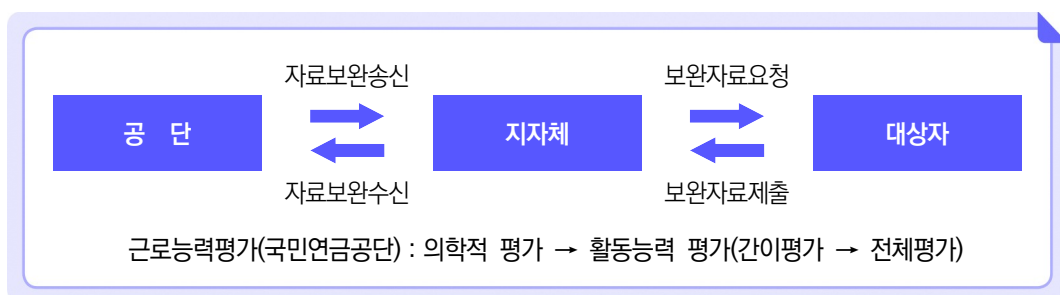 자료보완송신 보완자료요청
공 단 지자체 대상자
자료보완수신 보완자료제출
근로능력평가(국민연금공단) : 의학적 평가 → 활동능력 평가(간이평가 → 전체평가)